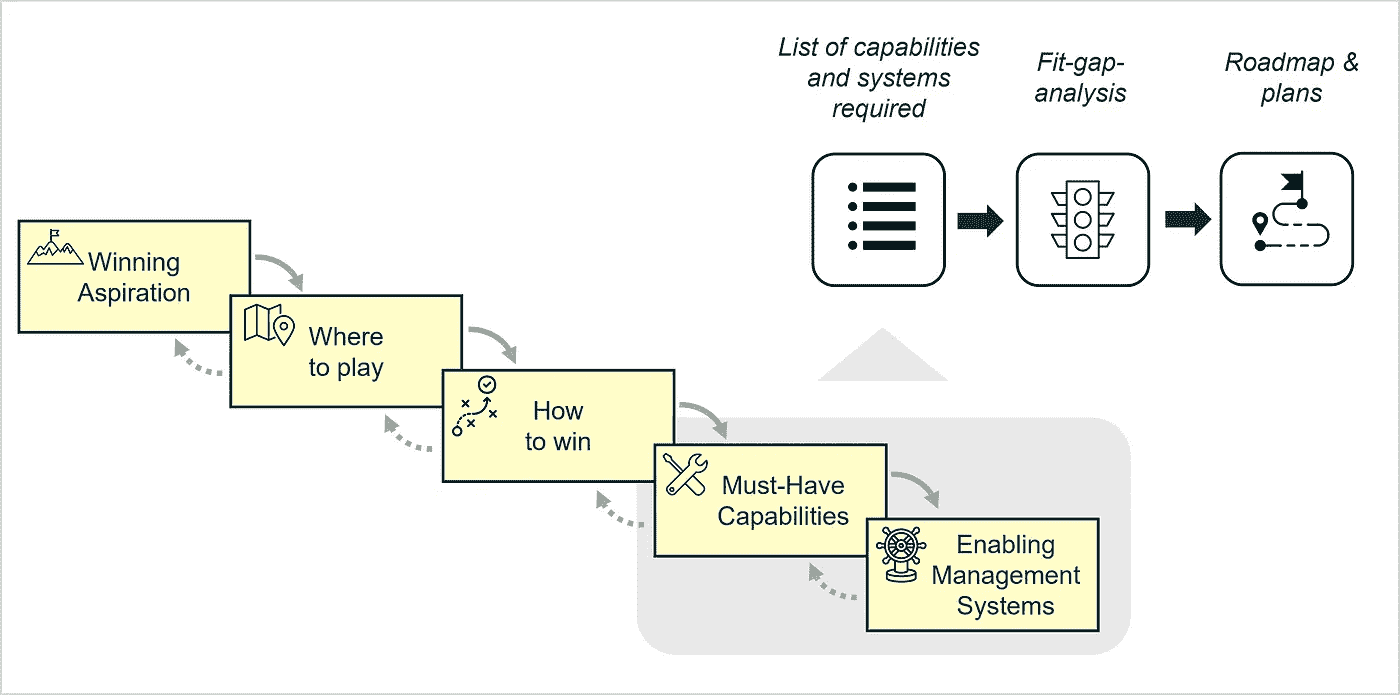 List of capabilities
and systems
required
Fit-gap-
analysis
Roadmap &
plans
Winning
Aspiration
Where
to play
How
to win
Must-Have
Capabilities
Enabling
Management
Systems